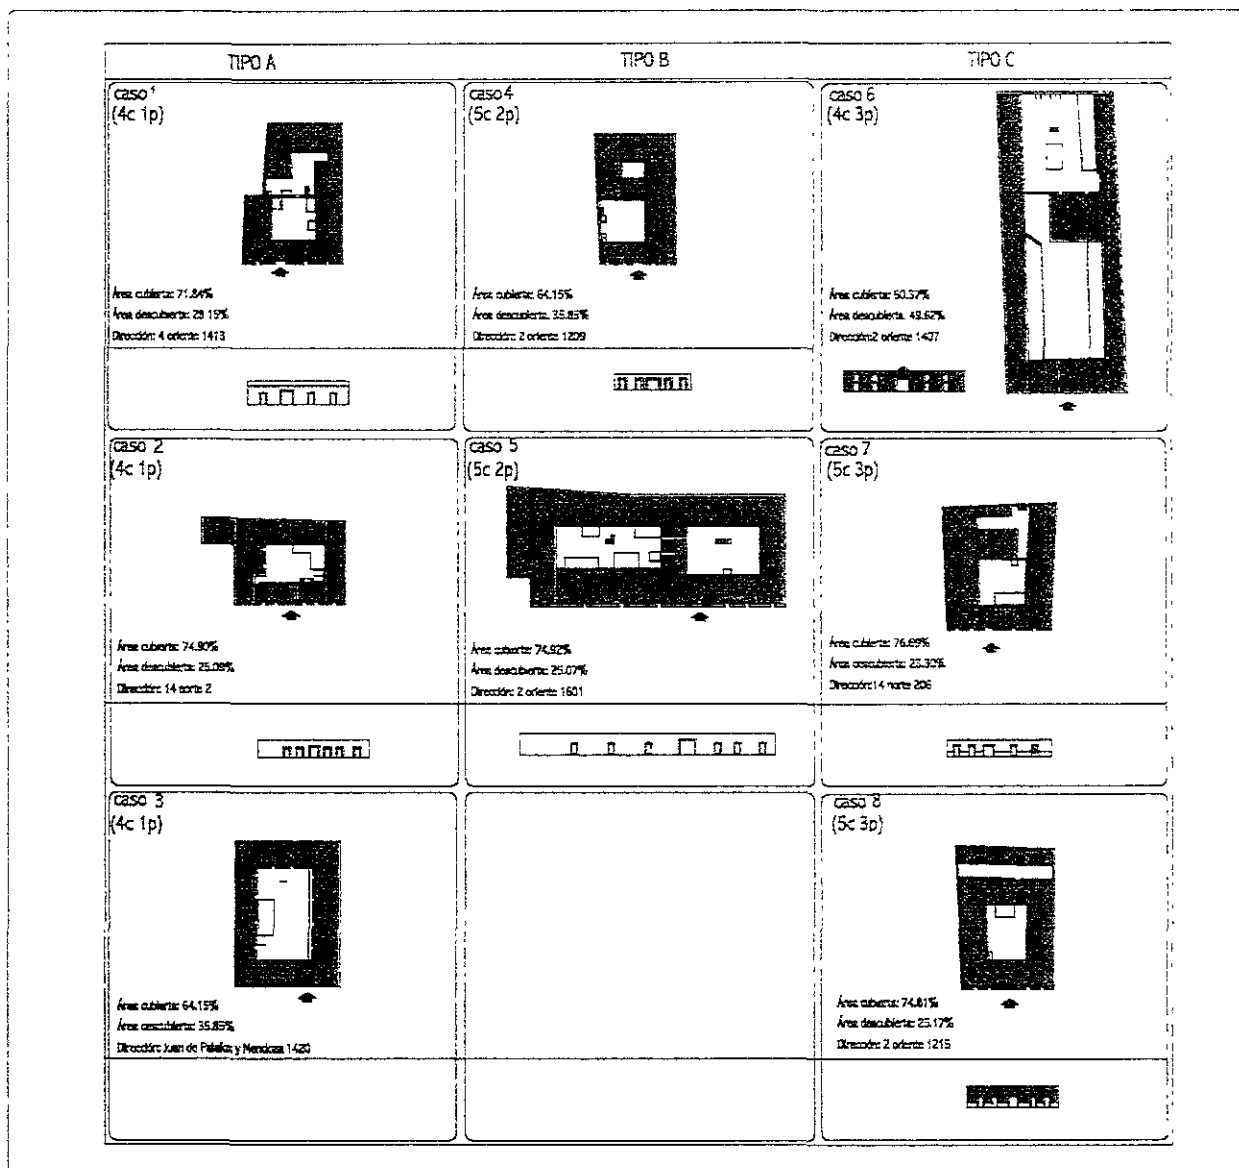 TIPO A
TIPO B
TIPO C
caso 1
(4c 1p)
Área cubierta: 71.84%
Área descubierta: 28.15%
Dirección: 4 oriente 1413
caso 4
(5c 2p)
Área cubierta: 64.15%
Área descubierta: 35.85%
Dirección: 2 oriente 1209
caso 6
(4c 3p)
Área cubierta: 50.37%
Área descubierta: 49.62%
Dirección:2 oriente 1407
caso 2
(4c 1p)
Área cubierta: 74.90%
Área descubierta: 25.09%
Dirección: 14 norte 2
caso 5
(5c 2p)
Área cubierta: 74.92%
Área descubierta: 25.07%
Dirección: 2 oriente 1601
caso 7
(5c 3p)
Área cubierta: 76.69%
Área descubierta: 23.30%
Dirección:14 norte 206
caso 3
(4c 1p)
Área cubierta: 64.15%
Área descubierta: 35.85%
Dirección: Juan de Palafox y Mendoza 1420
caso 8
(5c 3p)
Área cubierta: 74.81%
Área descubierta: 25.17%
Dirección: 2 oriente 1215